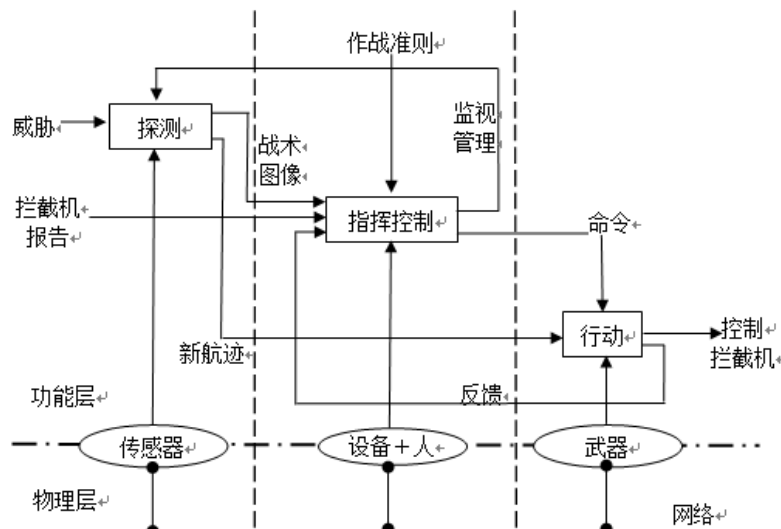 作战准则
威胁
探测
监视
管理
战术
图像
拦截机
报告
指挥控制
命令
行动
控制
拦截机
新航迹
功能层
反馈
传感器
设备+人
武器
物理层
网络